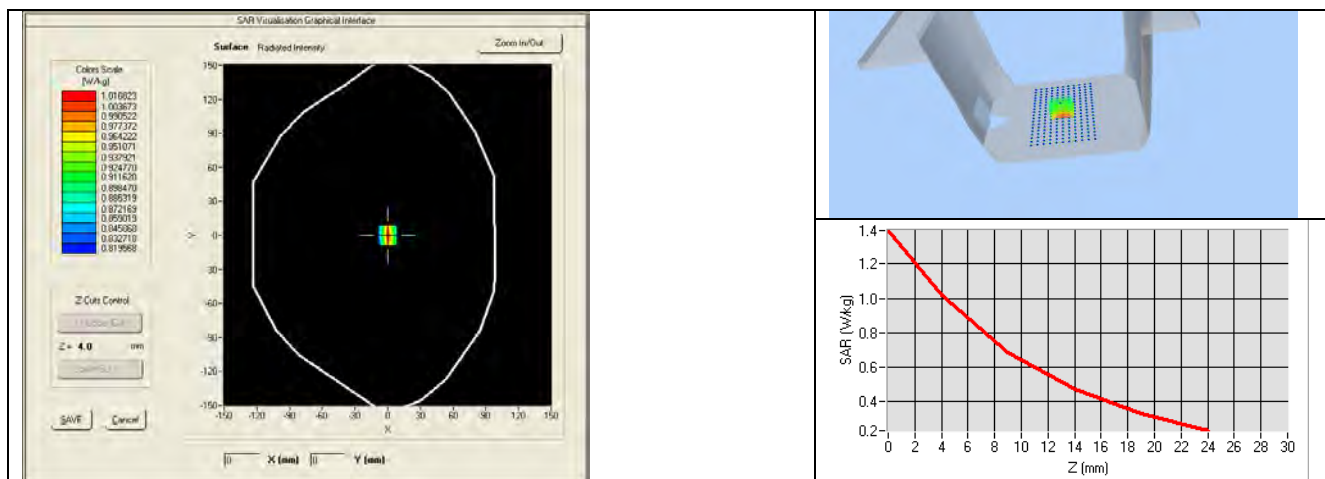 SAR Visualisation Graphical Interface
Surface Radiated Intensity
Zoom In/Out
Colors Scale
(W/kg)
1.016823
1.003673
0.990522
0.977372
0.964222
0.951071
0.937921
0.924770
0.911620
0.898470
0.885319
0.872169
0.859019
0.845868
0.832718
0.819568
150
120
90
60
30
0
-30
-60
-90
-120
-150
Y
-150 -120 -90 -60 -30 0 30 60 90 120 150
X
Z Cuts Control
Z = 4.0 mm
SAVE Cancel
0 X (mm) 0 Y (mm)
1.4
1.2
1.0
0.8
0.6
0.4
0.2
SAR (W/kg)
0 2 4 6 8 10 12 14 16 18 20 22 24 26 28 30
Z (mm)